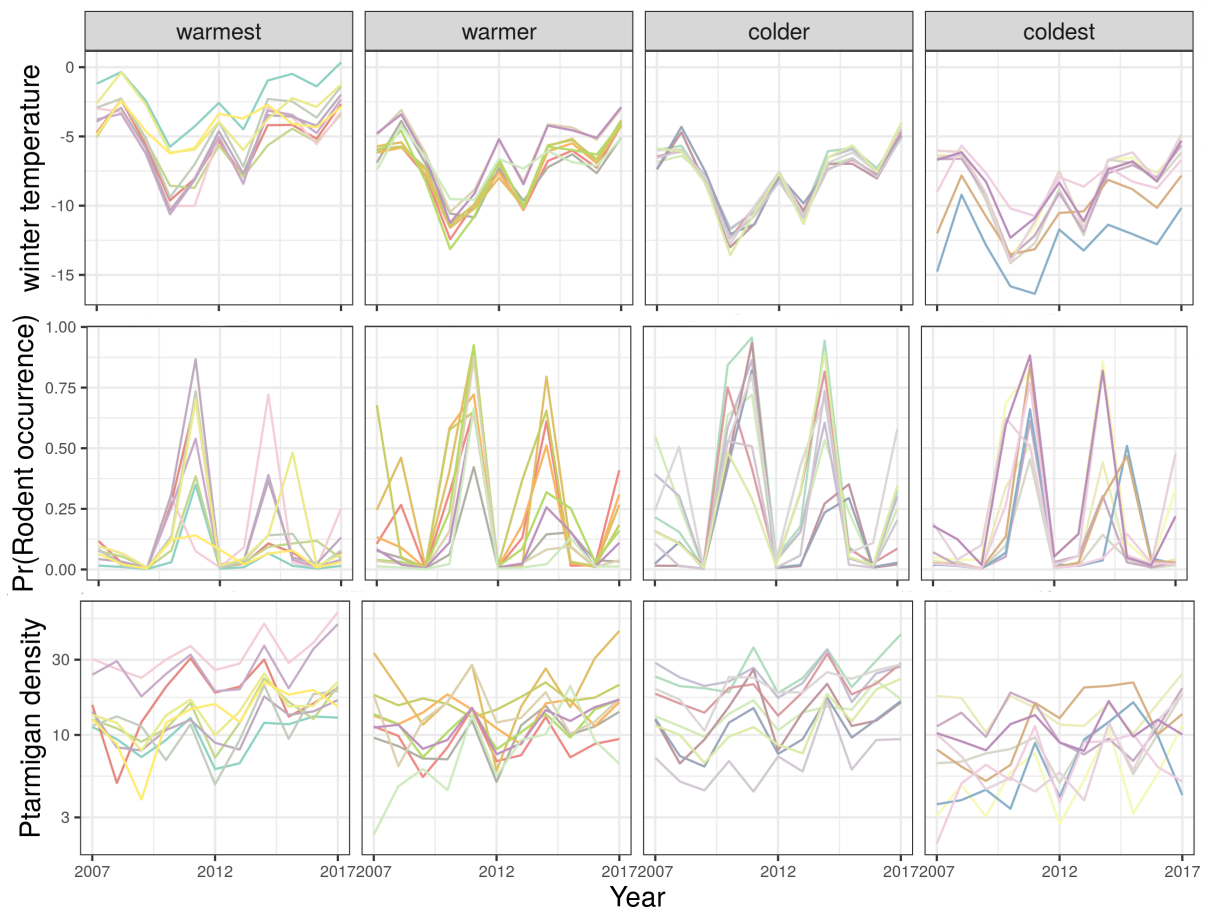 warmest warmer colder coldest
winter temperature
0
-5
-10
-15
Pr(Rodent occurrence)
1.00
0.75
0.50
0.25
0.00
Ptarmigan density
30
10
3
2007 2012 2017 2007 2012 2017 2007 2012 2017 2007 2012 2017
Year